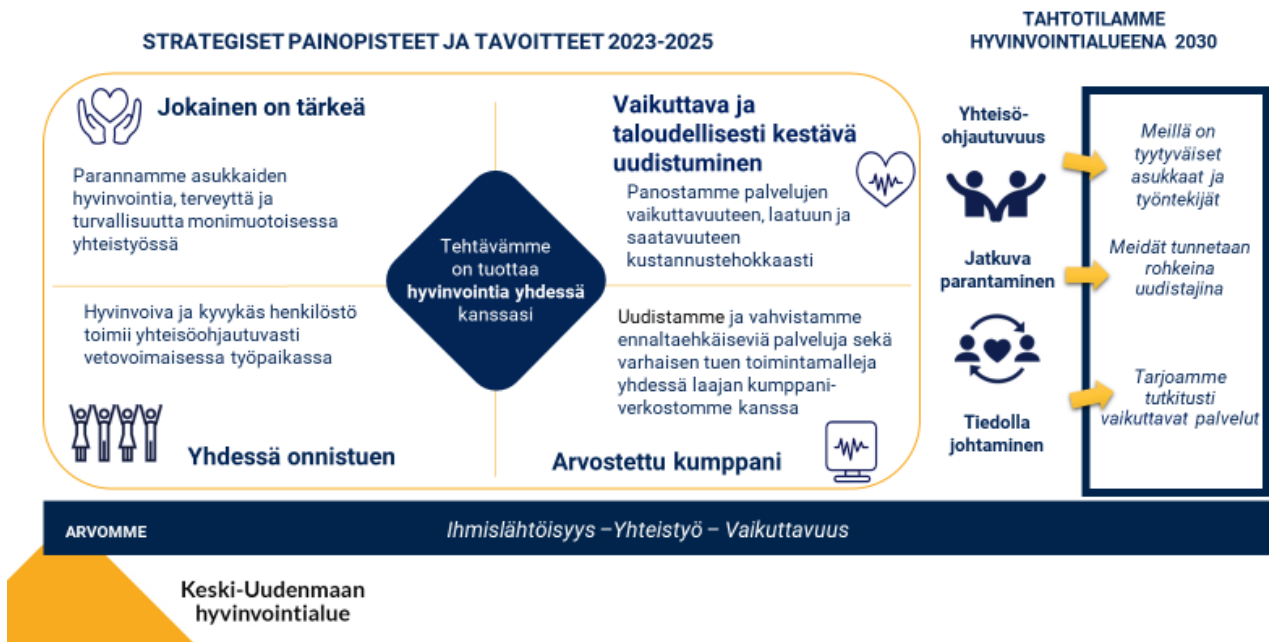 STRATEGISET PAINOPISTEET JA TAVOITTEET 2023-2025
TAHTOTILAMME
HYVINVOINTIALUEENA 2030
Jokainen on tärkeä
Parannamme asukkaiden
hyvinvointia, terveyttä ja
turvallisuutta monimuotoisessa
yhteistyössä
Vaikuttava ja
taloudellisesti kestävä
uudistuminen
Panostamme palvelujen
vaikuttavuuteen, laatuun ja
saatavuuteen
kustannustehokkaasti
Tehtävämme
on tuottaa
hyvinvointia yhdessä
kanssasi
Hyvinvoiva ja kyvykäs henkilöstö
toimii yhteisöohjautuvasti
vetovoimaisessa työpaikassa
Yhdessä onnistuen
Uudistamme ja vahvistamme
ennaltaehkäiseviä palveluja sekä
varhaisen tuen toimintamalleja
yhdessä laajan kumppani-
verkostomme kanssa
Arvostettu kumppani
Yhteisö-
ohjautuvuus
Meillä on
tyytyväiset
asukkaat ja
työntekijät
Jatkuva
parantaminen
Meidät tunnetaan
rohkeina
uudistajina
Tiedolla
johtaminen
Tarjoamme
tutkitusti
vaikuttavat palvelut
ARVOMME
Ihmislähtöisyys –Yhteistyö – Vaikuttavuus
Keski-Uudenmaan
hyvinvointialue